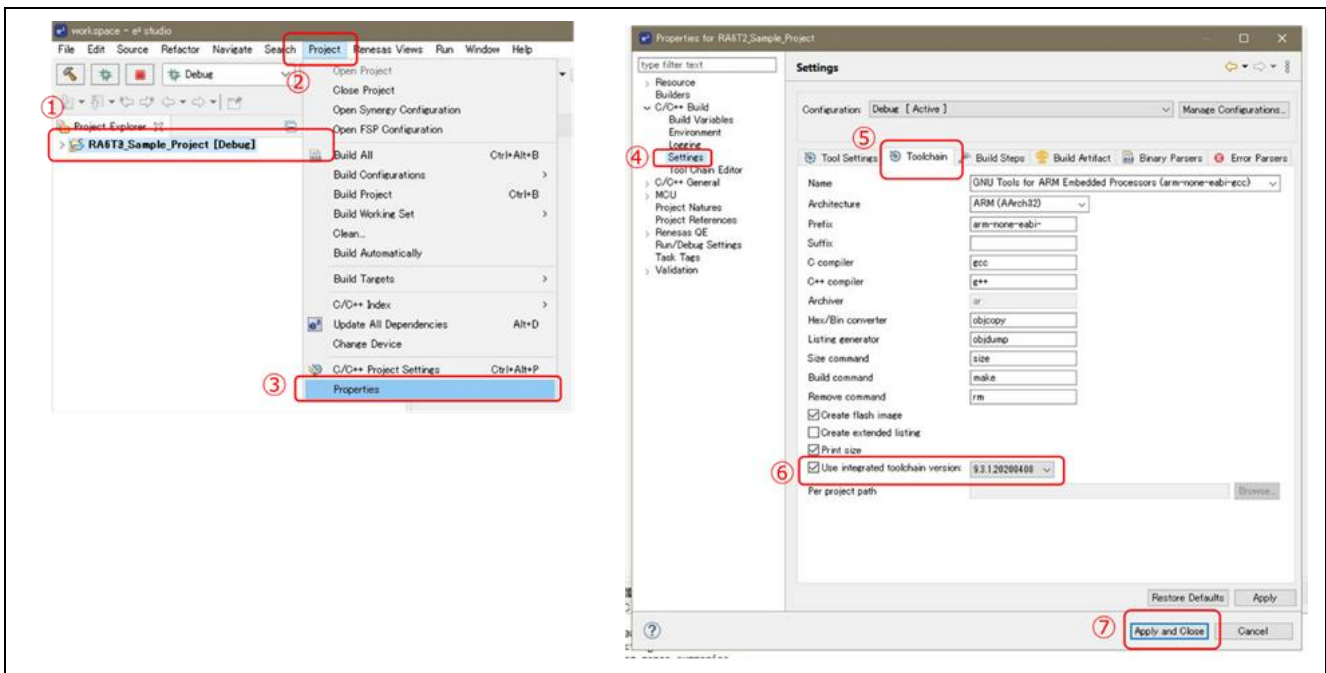 workspace - e² studio
File Edit Source Refactor Navigate Search Project Renesas Views Run Window Help
②
Debug
①
Project Explorer
RA6T3_Sample_Project [Debug]
Open Project
Close Project
Open Synergy Configuration
Open FSP Configuration
Build All Ctrl+Alt+B
Build Configurations >
Build Project Ctrl+B
Build Working Set >
Clean...
Build Automatically
Build Targets >
C/C++ Index >
Update All Dependencies Alt+D
Change Device
C/C++ Project Settings Ctrl+Alt+P
③ Properties
Properties for RA6T2_Sample_Project
type filter text
> Resource
Builders
C/C++ Build
Build Variables
Environment
Logging
④ Settings
Tool Chain Editor
> C/C++ General
> MCU
Project Natures
Project References
> Renesas QE
Run/Debug Settings
Task Tags
> Validation
Settings
Configuration: Debug [ Active ] Manage Configurations...
⑤
Tool Settings Toolchain Build Steps Build Artifact Binary Parsers Error Parsers
Name GNU Tools for ARM Embedded Processors (arm-none-eabi-gcc)
Architecture ARM (AArch32)
Prefix arm-none-eabi-
Suffix
C compiler gcc
C++ compiler g++
Archiver ar
Hex/Bin converter objcopy
Listing generator objdump
Size command size
Build command make
Remove command rm
Create flash image
Create extended listing
Print size
⑥ Use integrated toolchain version: 9.3.1.20200408
Per project path Browse...
Restore Defaults Apply
? ⑦ Apply and Close Cancel